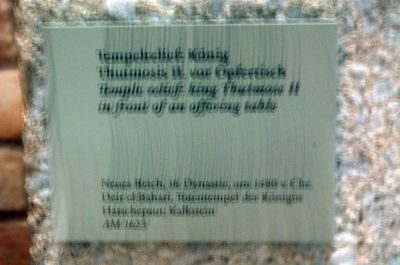 Tempelrelief: König
Thutmosis II. vor Opfertisch
Temple relief: king Thutmose II
in front of an offering table
Neues Reich, 18. Dynastie, um 1480 v. Chr.
Deir el-Bahari, Totentempel der Königin
Hatschepsut; Kalkstein
AM 1623